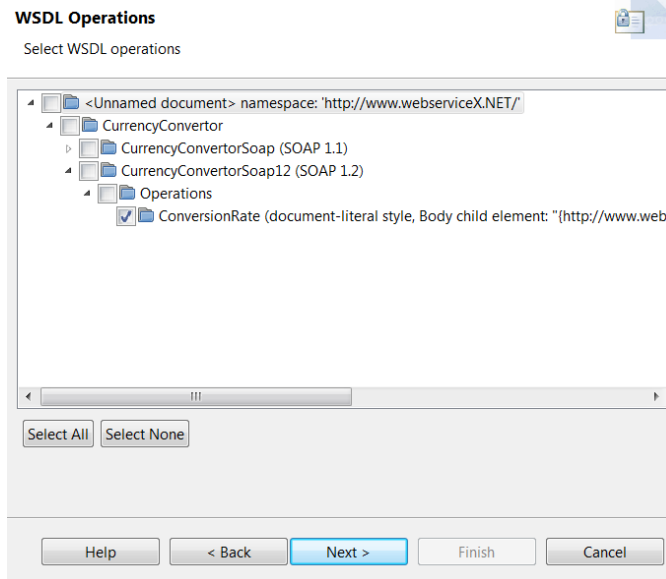 WSDL Operations
Select WSDL operations
<Unnamed document> namespace: 'http://www.webserviceX.NET/'
CurrencyConvertor
CurrencyConvertorSoap (SOAP 1.1)
CurrencyConvertorSoap12 (SOAP 1.2)
Operations
ConversionRate (document-literal style, Body child element: "{http://www.web
Select All Select None
Help < Back Next > Finish Cancel